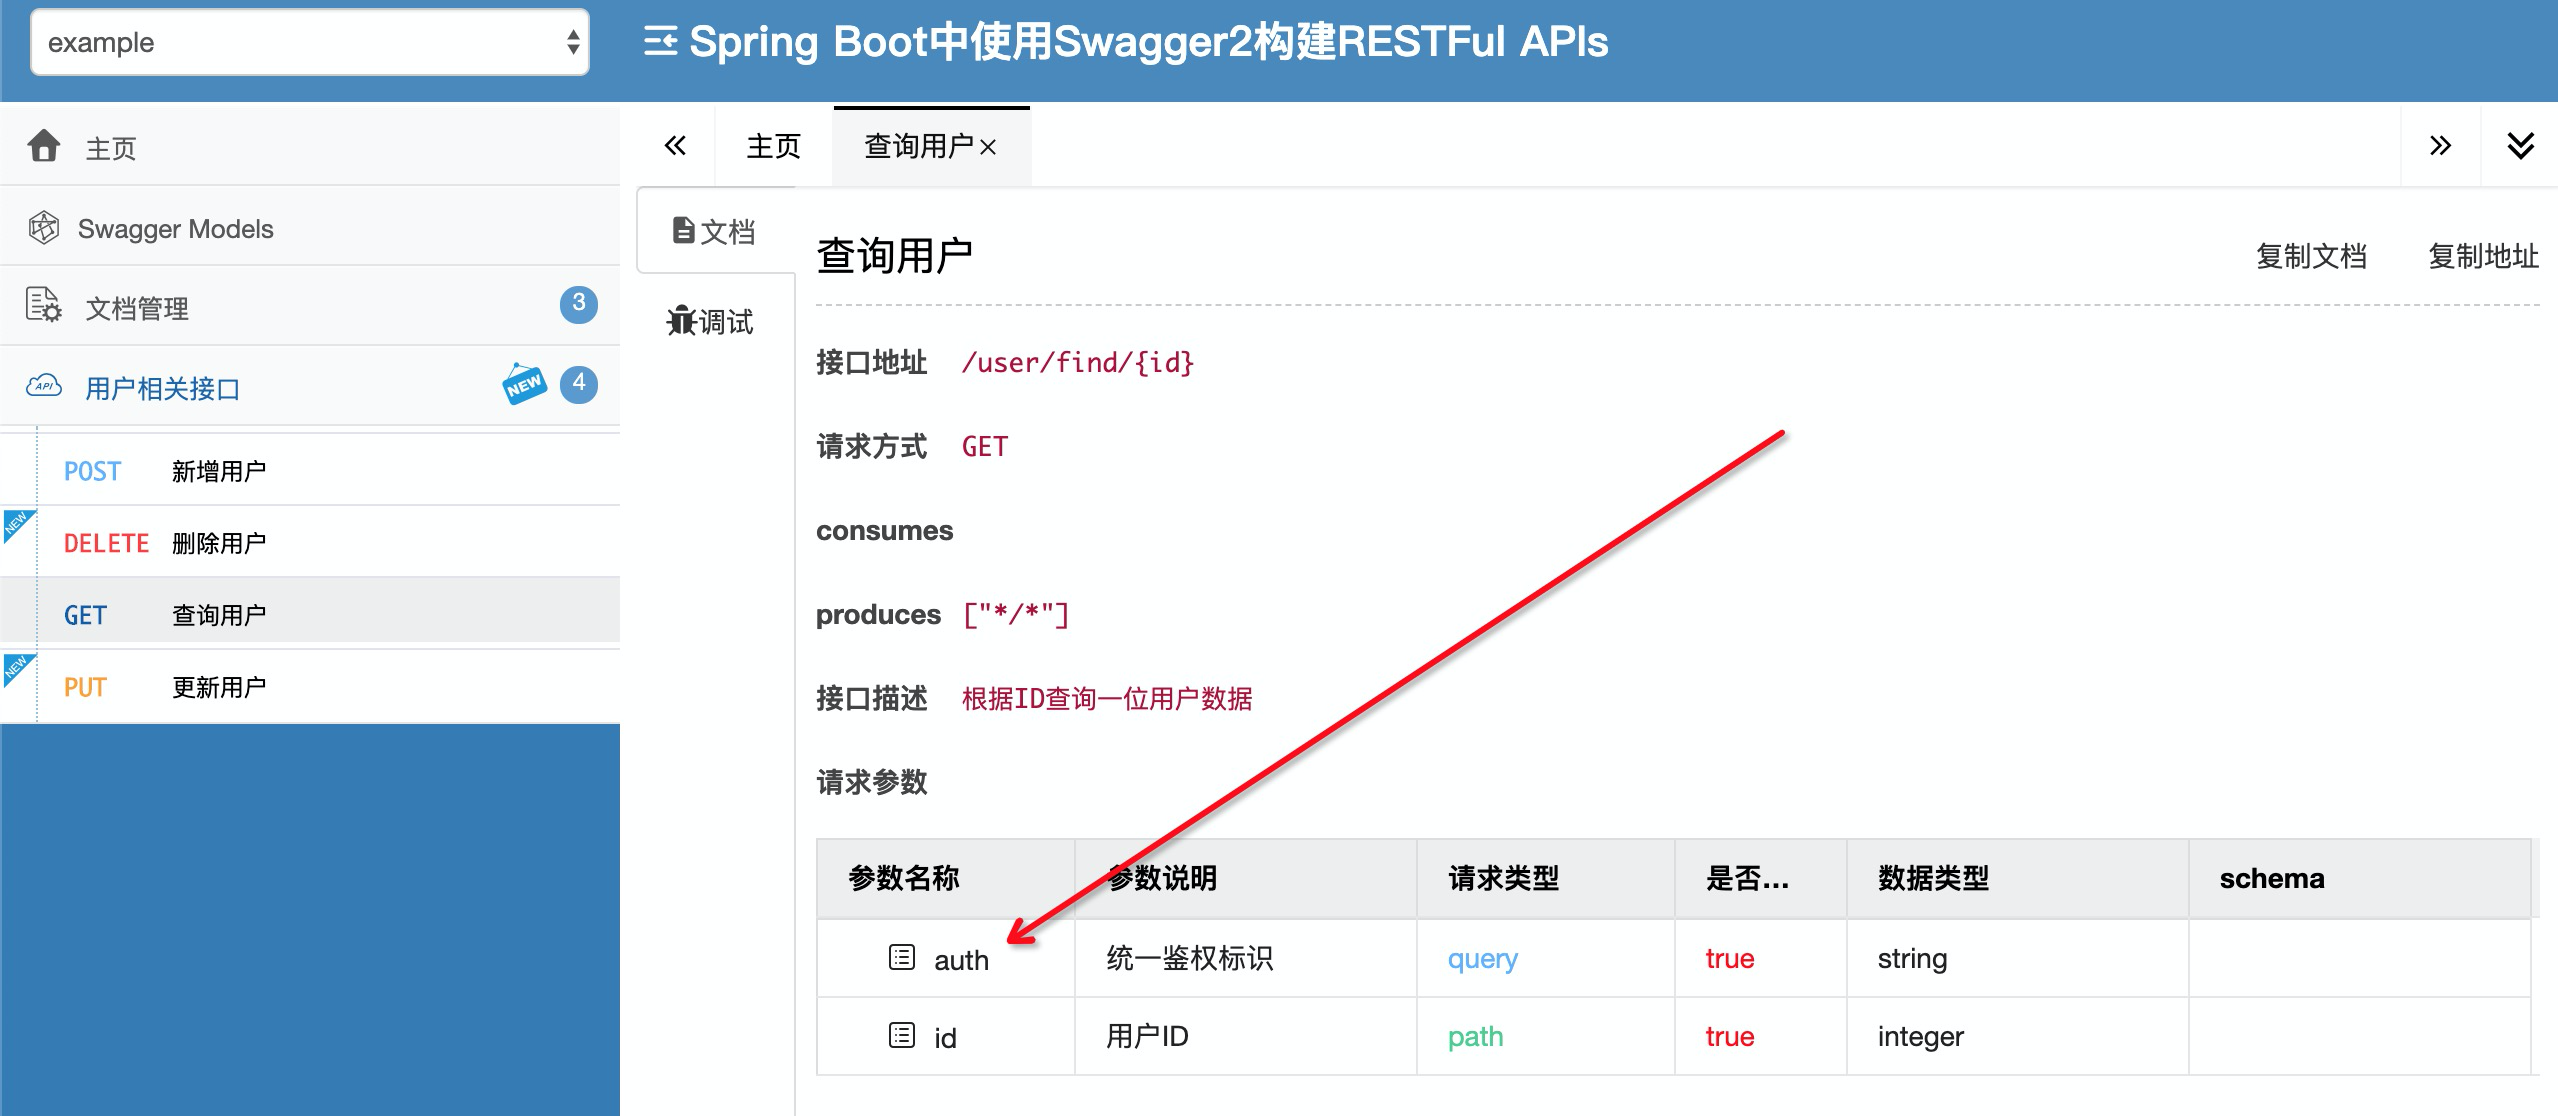 example
Spring Boot中使用Swagger2构建RESTFul APIs
主页
Swagger Models
文档管理 3
API 用户相关接口 NEW 4
POST 新增用户
NEW
DELETE 删除用户
GET 查询用户
NEW
PUT 更新用户
主页 查询用户×
文档
调试
查询用户 复制文档 复制地址
接口地址 /user/find/{id}
请求方式 GET
consumes
produces ["*/*"]
接口描述 根据ID查询一位用户数据
请求参数
参数名称 参数说明 请求类型 是否... 数据类型 schema
auth 统一鉴权标识 query true string
id 用户ID path true integer